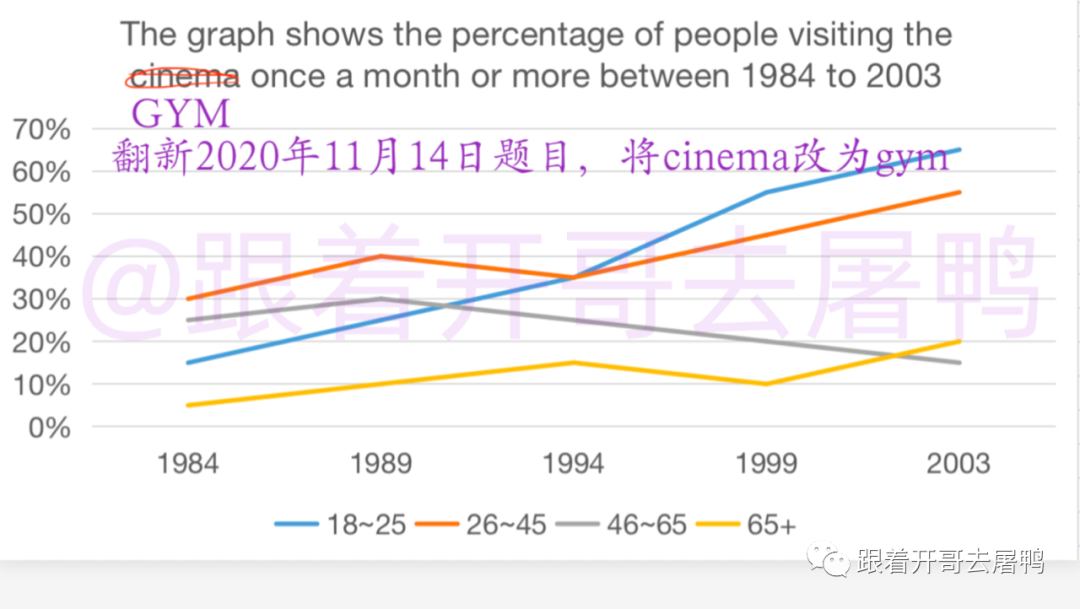 The graph shows the percentage of people visiting the
cinema once a month or more between 1984 to 2003
GYM
翻新2020年11月14日题目，将cinema改为gym
70%
60%
50%
40%
30%
20%
10%
0%
@跟着开哥去屠鸭
1984 1989 1994 1999 2003
18~25 26~45 46~65 65+
跟着开哥去屠鸭